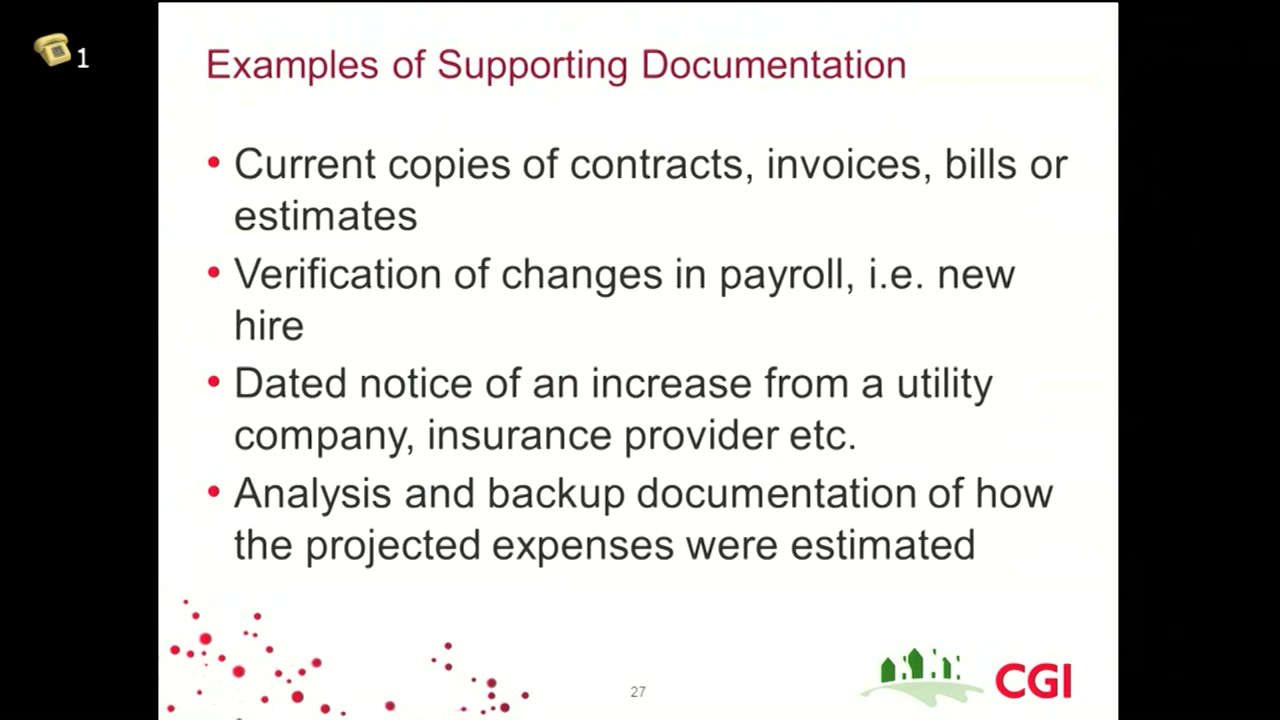 1
Examples of Supporting Documentation
• Current copies of contracts, invoices, bills or
estimates
• Verification of changes in payroll, i.e. new
hire
• Dated notice of an increase from a utility
company, insurance provider etc.
• Analysis and backup documentation of how
the projected expenses were estimated
27
CGI